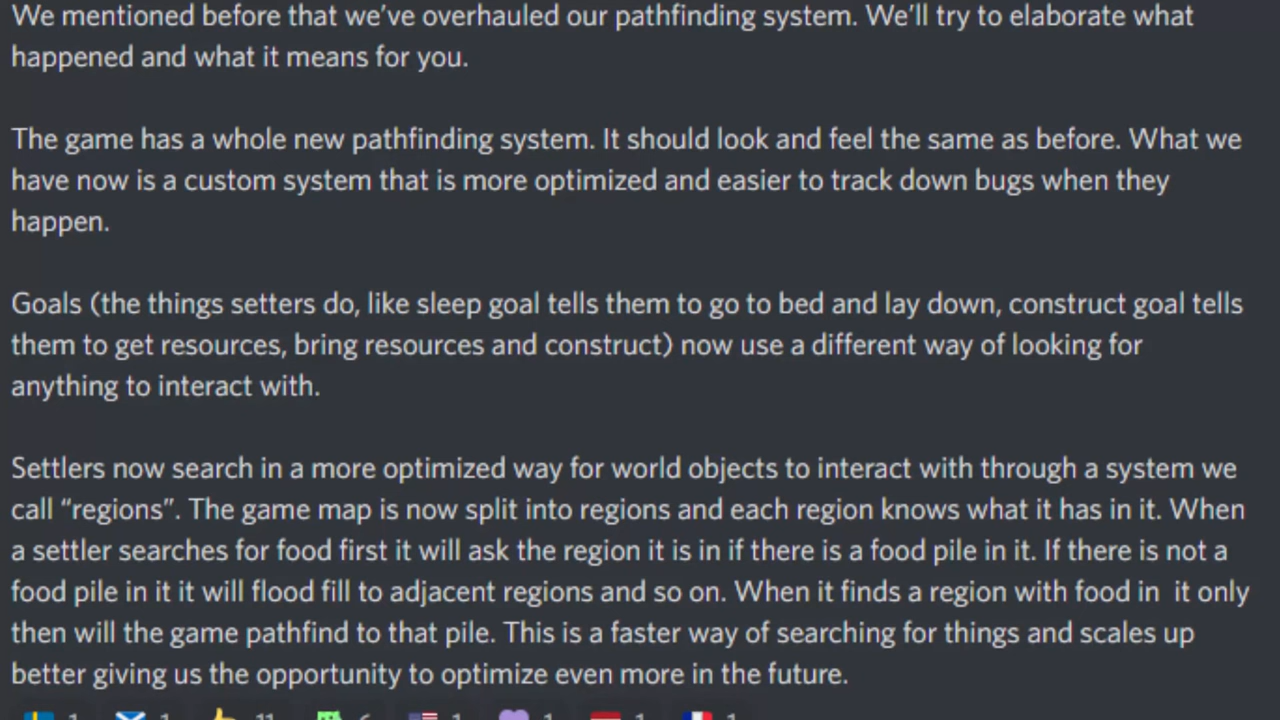 We mentioned before that we've overhauled our pathfinding system. We'll try to elaborate what
happened and what it means for you.
The game has a whole new pathfinding system. It should look and feel the same as before. What we
have now is a custom system that is more optimized and easier to track down bugs when they
happen.
Goals (the things setters do, like sleep goal tells them to go to bed and lay down, construct goal tells
them to get resources, bring resources and construct) now use a different way of looking for
anything to interact with.
Settlers now search in a more optimized way for world objects to interact with through a system we
call “regions”. The game map is now split into regions and each region knows what it has in it. When
a settler searches for food first it will ask the region it is in if there is a food pile in it. If there is not a
food pile in it it will flood fill to adjacent regions and so on. When it finds a region with food in  it only
then will the game pathfind to that pile. This is a faster way of searching for things and scales up
better giving us the opportunity to optimize even more in the future.